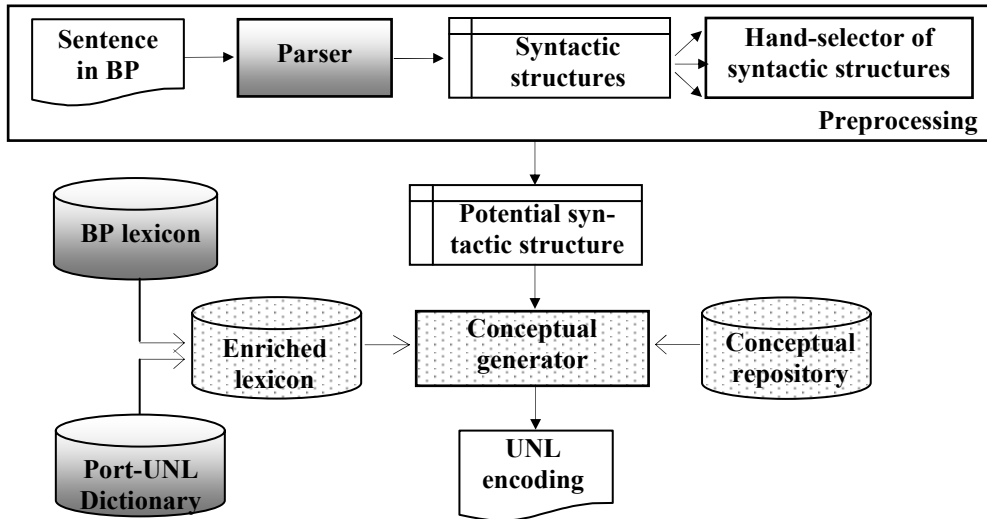 Sentence
in BP
Parser
Syntactic
structures
Hand-selector of
syntactic structures
Preprocessing
BP lexicon
Potential syn-
tactic structure
Enriched
lexicon
Conceptual
generator
Conceptual
repository
Port-UNL
Dictionary
UNL
encoding